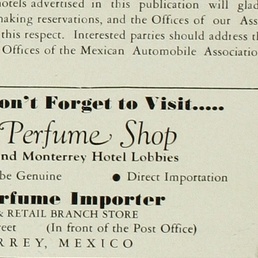 hotels advertised in this publication will glad
making reservations, and the Offices of our Ass
this respect. Interested parties should address th
Offices of the Mexican Automobile Associatio
on't Forget to Visit.....
Perfume Shop
nd Monterrey Hotel Lobbies
be Genuine • Direct Importation
rfume Importer
& RETAIL BRANCH STORE
reet (In front of the Post Office)
RREY, MEXICO